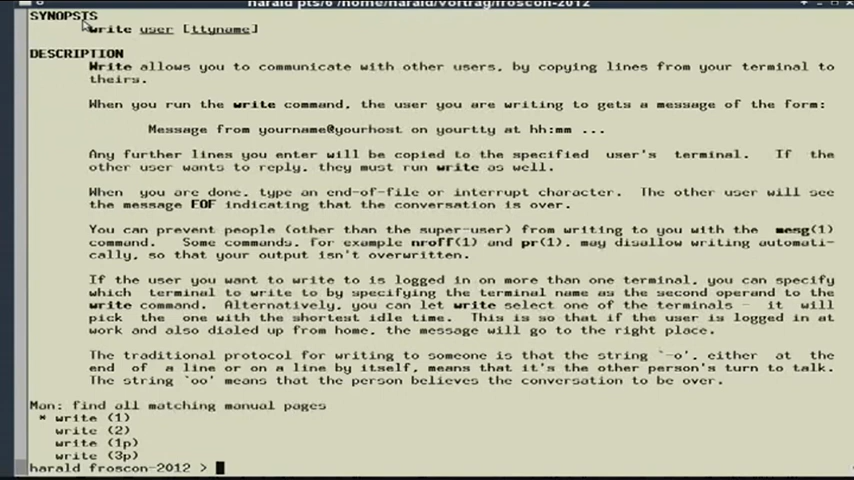 harald pts/6 /home/harald/vortrag/froscon-2012
SYNOPSIS
write user [ttyname]
DESCRIPTION
Write allows you to communicate with other users, by copying lines from your terminal to
theirs.
When you run the write command, the user you are writing to gets a message of the form:
Message from yourname@yourhost on yourtty at hh:mm ...
Any further lines you enter will be copied to the specified user's terminal. If the
other user wants to reply, they must run write as well.
When you are done, type an end-of-file or interrupt character. The other user will see
the message EOF indicating that the conversation is over.
You can prevent people (other than the super-user) from writing to you with the mesg(1)
command. Some commands, for example nroff(1) and pr(1), may disallow writing automati-
cally, so that your output isn't overwritten.
If the user you want to write to is logged in on more than one terminal, you can specify
which terminal to write to by specifying the terminal name as the second operand to the
write command. Alternatively, you can let write select one of the terminals - it will
pick the one with the shortest idle time. This is so that if the user is logged in at
work and also dialed up from home, the message will go to the right place.
The traditional protocol for writing to someone is that the string `-o', either at the
end of a line or on a line by itself, means that it's the other person's turn to talk.
The string `oo' means that the person believes the conversation to be over.
Man: find all matching manual pages
* write (1)
write (2)
write (1p)
write (3p)
harald froscon-2012 >